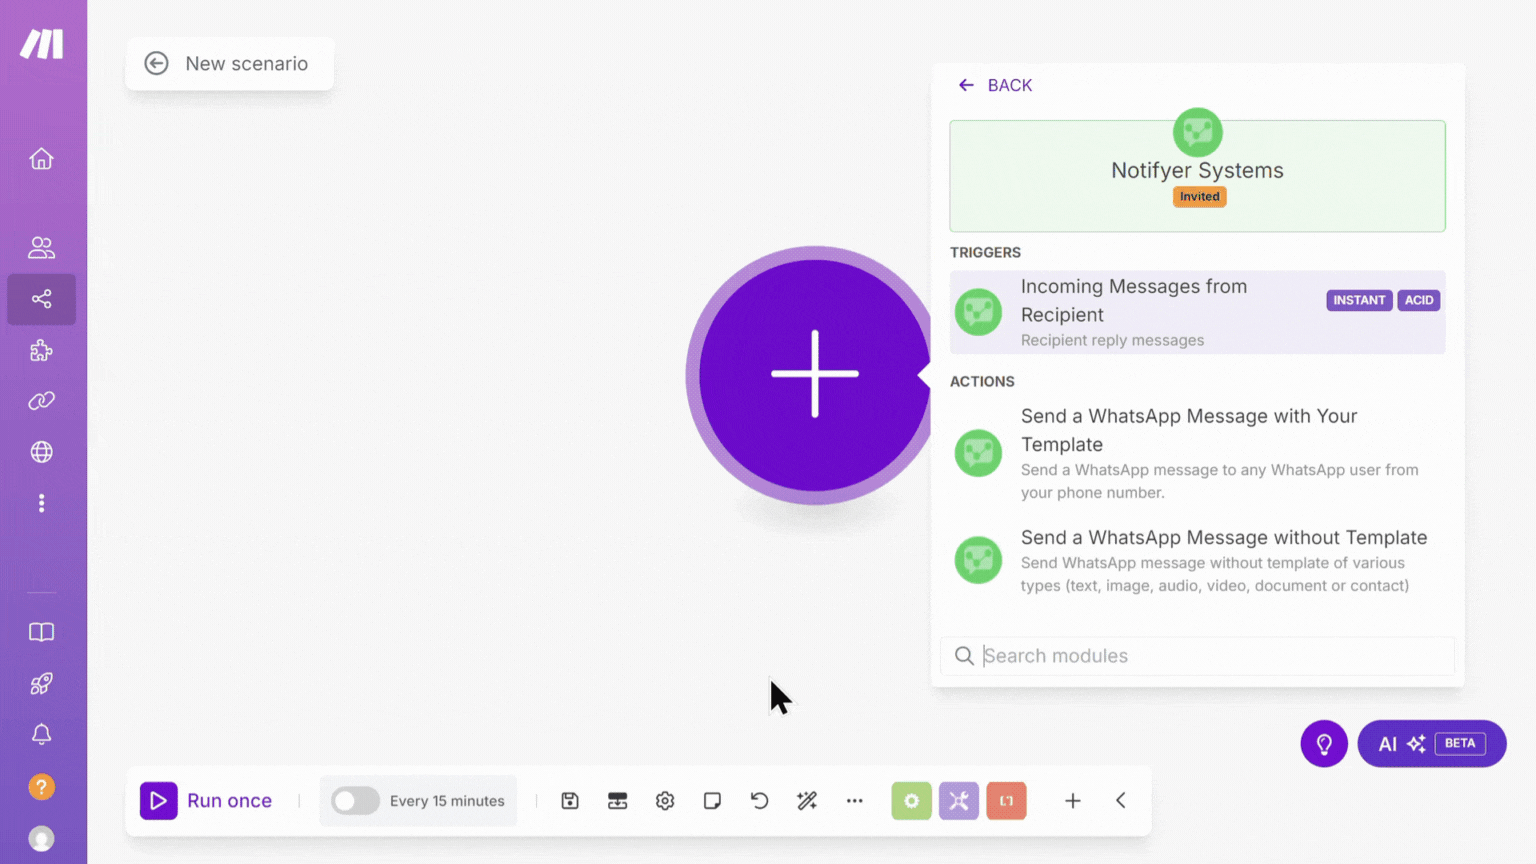 New scenario
BACK
Notifyer Systems
Invited
TRIGGERS
Incoming Messages from
Recipient
INSTANT ACID
Recipient reply messages
ACTIONS
Send a WhatsApp Message with Your
Template
Send a WhatsApp message to any WhatsApp user from
your phone number.
Send a WhatsApp Message without Template
Send WhatsApp message without template of various
types (text, image, audio, video, document or contact)
Search modules
AI BETA
?
Run once
Every 15 minutes